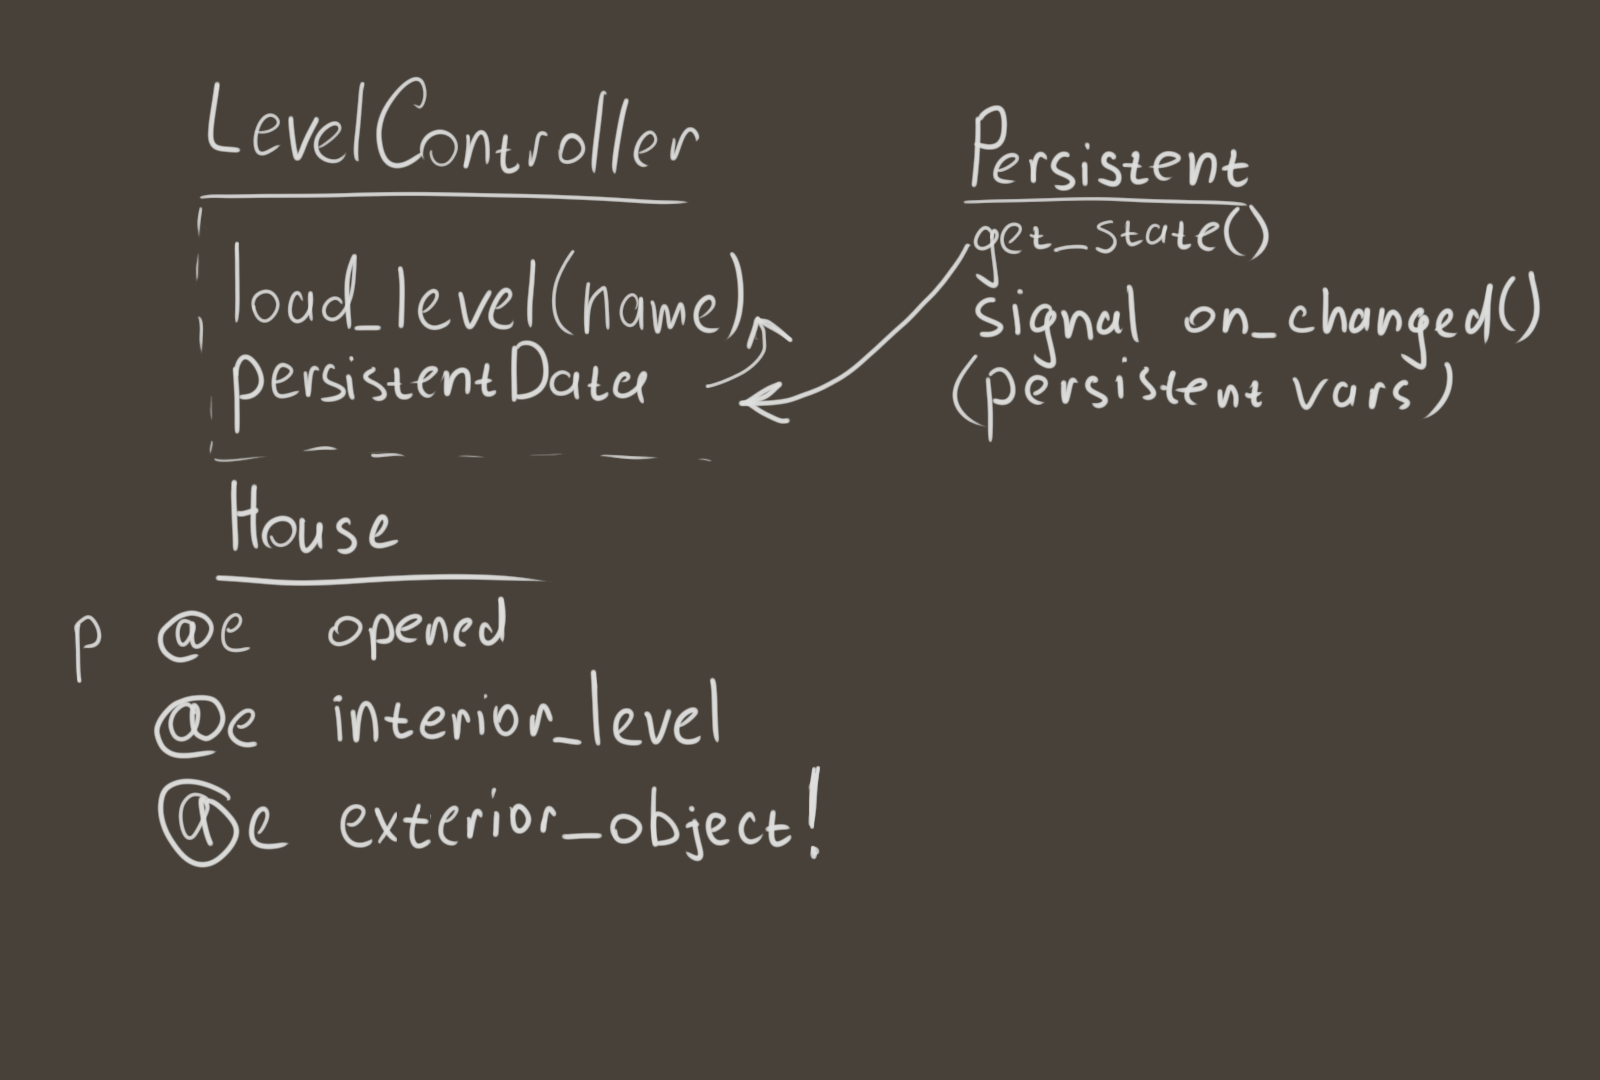 LevelController
load_level(name)
persistentData
Persistent
get_state()
signal on_changed()
(persistent vars)
House
p @e opened
@e interior_level
@e exterior_object!